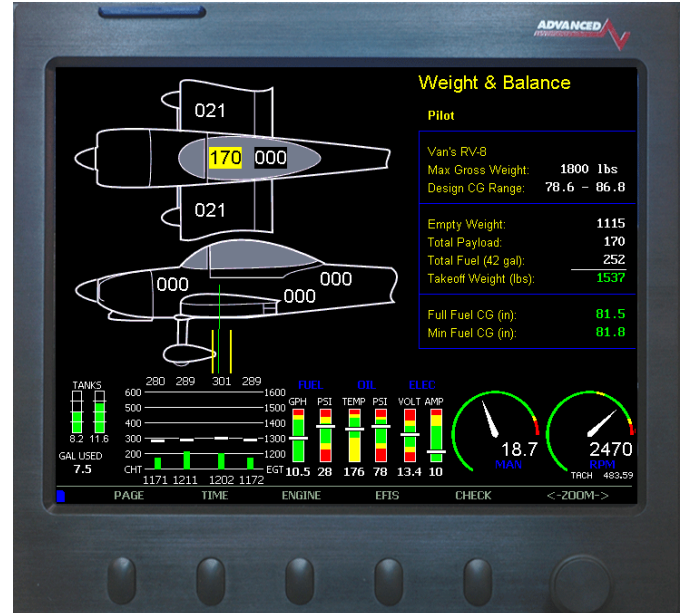 ADVANCED
Weight & Balance
Pilot
021
170 000
021
Van's RV-8
Max Gross Weight: 1800 lbs
Design CG Range: 78.6 - 86.8
Empty Weight: 1115
Total Payload: 170
Total Fuel (42 gal): 252
Takeoff Weight (lbs): 1537
000 000
000
Full Fuel CG (in): 81.5
Min Fuel CG (in): 81.8
TANKS
8.2 11.6
GAL USED
7.5
280 289 301 289
600 1600
500 1500
400 1400
300 1300
200 1200
CHT EGT
1171 1211 1202 1172
FUEL OIL ELEC
GPH PSI TEMP PSI VOLT AMP
10.5 28 176 78 13.4 10
18.7
MAN
2470
RPM
TACH 483.59
PAGE TIME ENGINE EFIS CHECK <-ZOOM->